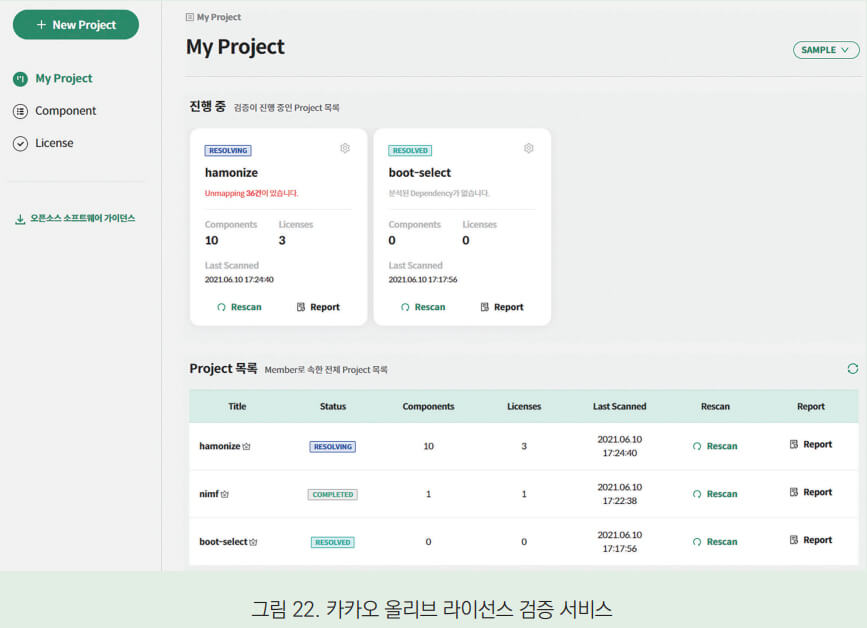 + New Project
My Project
Component
License
오픈소스 소프트웨어 가이던스
My Project
My Project
SAMPLE
진행 중 검증이 진행 중인 Project 목록
RESOLVING
hamonize
Unmapping 36건이 있습니다.
Components Licenses
10 3
Last Scanned
2021.06.10 17:24:40
Rescan Report
RESOLVED
boot-select
분석된 Dependency가 없습니다.
Components Licenses
0 0
Last Scanned
2021.06.10 17:17:56
Rescan Report
Project 목록 Member로 속한 전체 Project 목록
Title Status Components Licenses Last Scanned Rescan Report
hamonize RESOLVING 10 3 2021.06.10 17:24:40 Rescan Report
nimf COMPLETED 1 1 2021.06.10 17:22:38 Rescan Report
boot-select RESOLVED 0 0 2021.06.10 17:17:56 Rescan Report
그림 22. 카카오 올리브 라이선스 검증 서비스